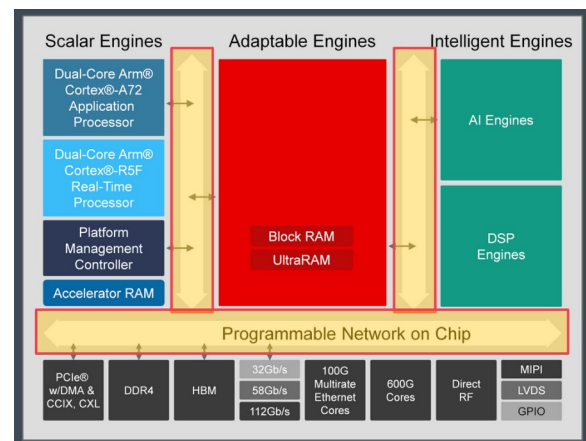 Scalar Engines
Adaptable Engines
Intelligent Engines
Dual-Core Arm®
Cortex®-A72
Application
Processor
Dual-Core Arm®
Cortex®-R5F
Real-Time
Processor
Platform
Management
Controller
Accelerator RAM
Block RAM
UltraRAM
AI Engines
DSP
Engines
Programmable Network on Chip
PCIe®
w/DMA &
CCIX, CXL
DDR4
HBM
32Gb/s
58Gb/s
112Gb/s
100G
Multirate
Ethernet
Cores
600G
Cores
Direct
RF
MIPI
LVDS
GPIO